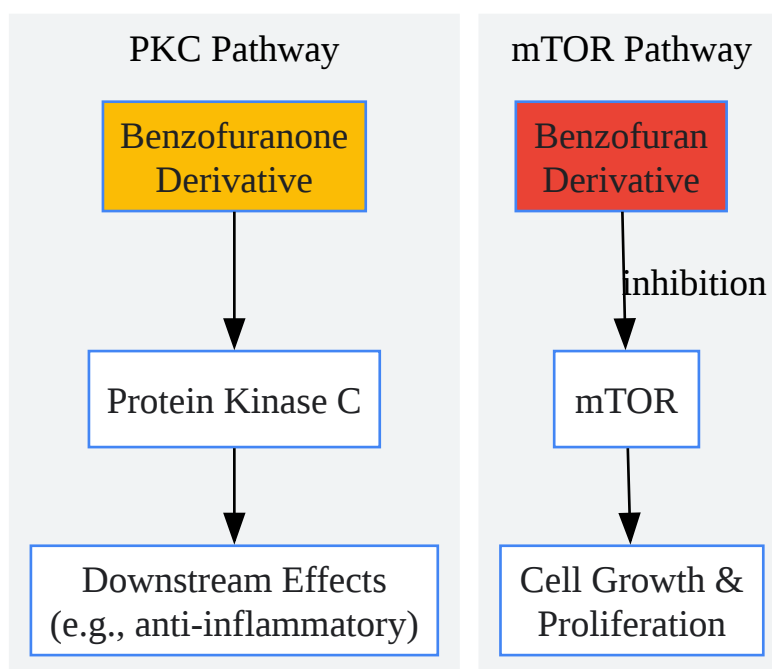 PKC Pathway
Benzofuranone
Derivative
Protein Kinase C
Downstream Effects
(e.g., anti-inflammatory)
mTOR Pathway
Benzofuran
Derivative
inhibition
mTOR
Cell Growth &
Proliferation